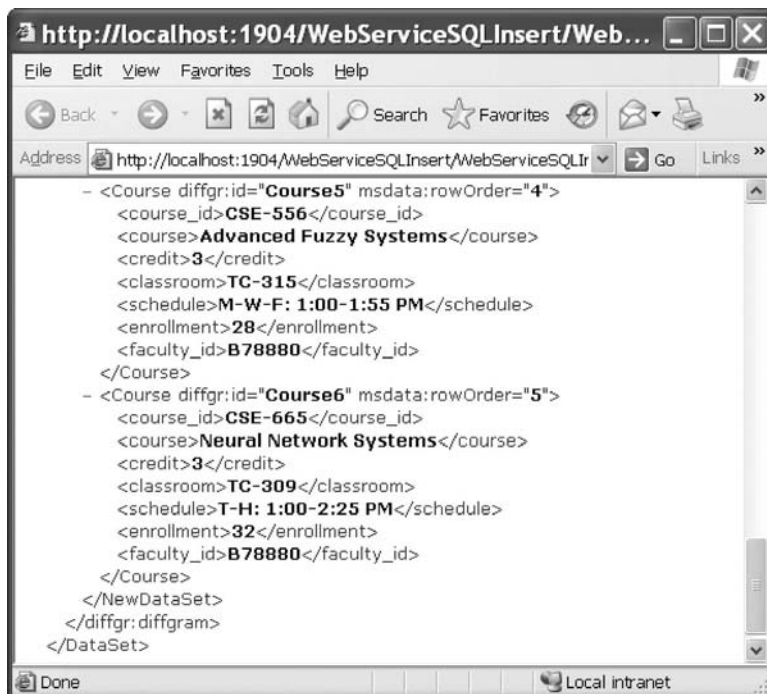 http://localhost:1904/WebServiceSQLInsert/Web...
File Edit View Favorites Tools Help
Back Search Favorites »
Address http://localhost:1904/WebServiceSQLInsert/WebServiceSQLIr Go Links »
– <Course diffgr:id="Course5" msdata:rowOrder="4">
<course_id>CSE-556</course_id>
<course>Advanced Fuzzy Systems</course>
<credit>3</credit>
<classroom>TC-315</classroom>
<schedule>M-W-F: 1:00-1:55 PM</schedule>
<enrollment>28</enrollment>
<faculty_id>B78880</faculty_id>
</Course>
– <Course diffgr:id="Course6" msdata:rowOrder="5">
<course_id>CSE-665</course_id>
<course>Neural Network Systems</course>
<credit>3</credit>
<classroom>TC-309</classroom>
<schedule>T-H: 1:00-2:25 PM</schedule>
<enrollment>32</enrollment>
<faculty_id>B78880</faculty_id>
</Course>
</NewDataSet>
</diffgr:diffgram>
</DataSet>
Done Local intranet